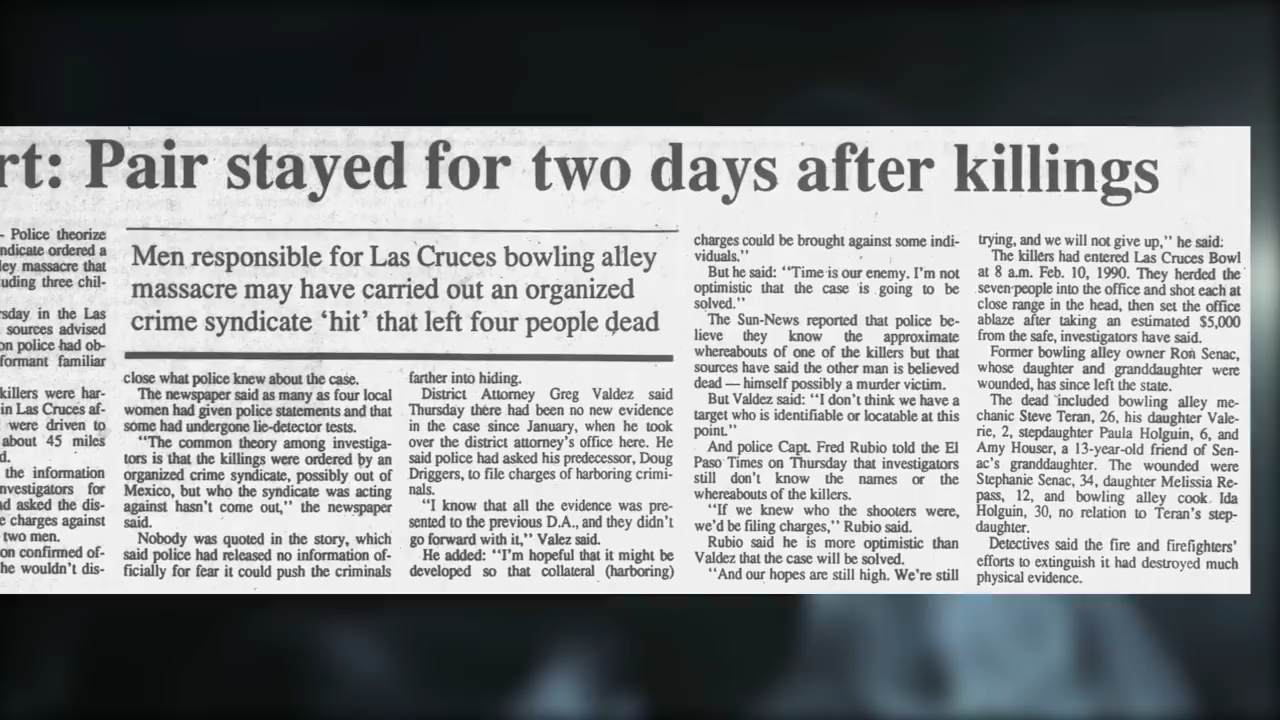 rt: Pair stayed for two days after killings
- Police theorize
ndicate ordered a
ley massacre that
uding three chil-
rsday in the Las
sources advised
on police had ob-
formant familiar
killers were har-
in Las Cruces af-
were driven to
about 45 miles
d.
the information
nvestigators for
nd asked the dis-
e charges against
two men.
on confirmed of-
he wouldn't dis-
Men responsible for Las Cruces bowling alley
massacre may have carried out an organized
crime syndicate 'hit' that left four people dead
close what police knew about the case.
The newspaper said as many as four local
women had given police statements and that
some had undergone lie-detector tests.
"The common theory among investiga-
tors is that the killings were ordered by an
organized crime syndicate, possibly out of
Mexico, but who the syndicate was acting
against hasn't come out," the newspaper
said.
Nobody was quoted in the story, which
said police had released no information of-
ficially for fear it could push the criminals
farther into hiding.
District Attorney Greg Valdez said
Thursday there had been no new evidence
in the case since January, when he took
over the district attorney's office here. He
said police had asked his predecessor, Doug
Driggers, to file charges of harboring crimi-
nals.
"I know that all the evidence was pre-
sented to the previous D.A., and they didn't
go forward with it," Valez said.
He added: "I'm hopeful that it might be
developed so that collateral (harboring)
charges could be brought against some indi-
viduals."
But he said: "Time is our enemy. I'm not
optimistic that the case is going to be
solved."
The Sun-News reported that police be-
lieve they know the approximate
whereabouts of one of the killers but that
sources have said the other man is believed
dead — himself possibly a murder victim.
But Valdez said: "I don't think we have a
target who is identifiable or locatable at this
point."
And police Capt. Fred Rubio told the El
Paso Times on Thursday that investigators
still don't know the names or the
whereabouts of the killers.
"If we knew who the shooters were,
we'd be filing charges," Rubio said.
Rubio said he is more optimistic than
Valdez that the case will be solved.
"And our hopes are still high. We're still
trying, and we will not give up," he said:
The killers had entered Las Cruces Bowl
at 8 a.m. Feb. 10, 1990. They herded the
seven people into the office and shot each at
close range in the head, then set the office
ablaze after taking an estimated $5,000
from the safe, investigators have said.
Former bowling alley owner Ron Senac,
whose daughter and granddaughter were
wounded, has since left the state.
The dead included bowling alley me-
chanic Steve Teran, 26, his daughter Vale-
rie, 2, stepdaughter Paula Holguin, 6, and
Amy Houser, a 13-year-old friend of Sen-
ac's granddaughter. The wounded were
Stephanie Senac, 34, daughter Melissia Re-
pass, 12, and bowling alley cook Ida
Holguin, 30, no relation to Teran's step-
daughter.
Detectives said the fire and firefighters'
efforts to extinguish it had destroyed much
physical evidence.